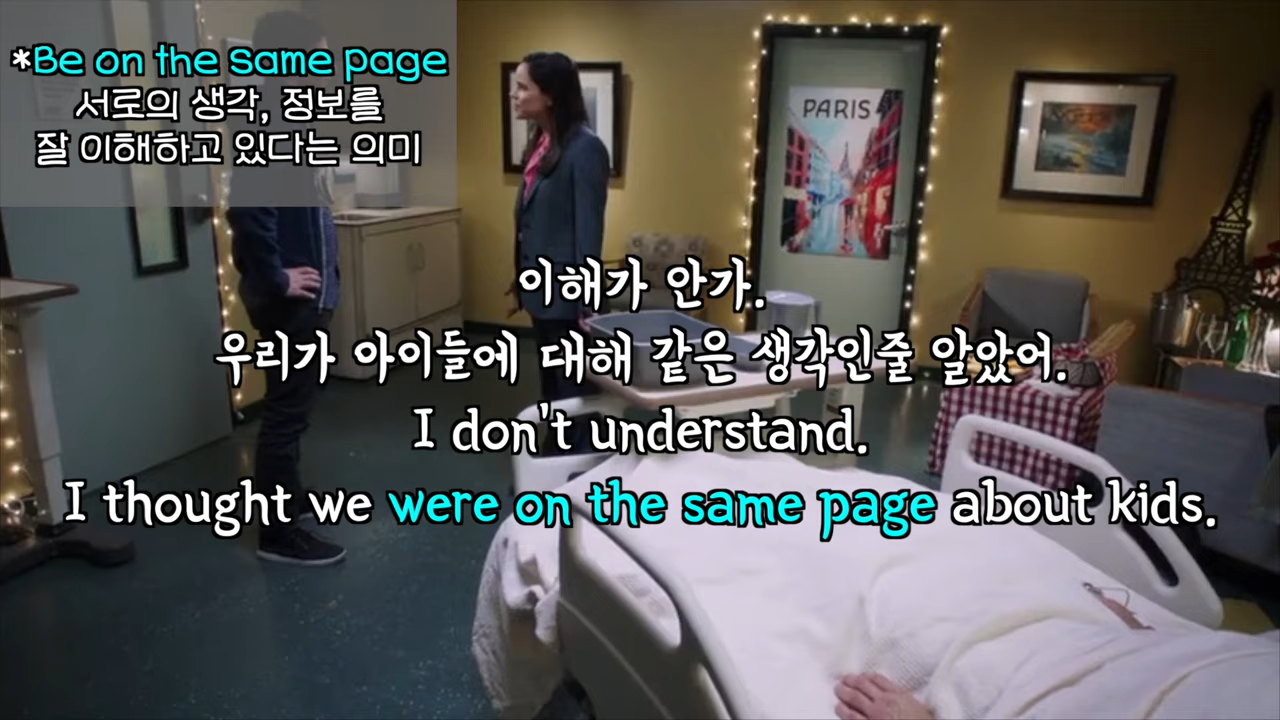 *Be on the same page
서로의 생각, 정보를
잘 이해하고 있다는 의미
PARIS
이해가 안가.
우리가 아이들에 대해 같은 생각인줄 알았어.
I don't understand.
I thought we were on the same page about kids.